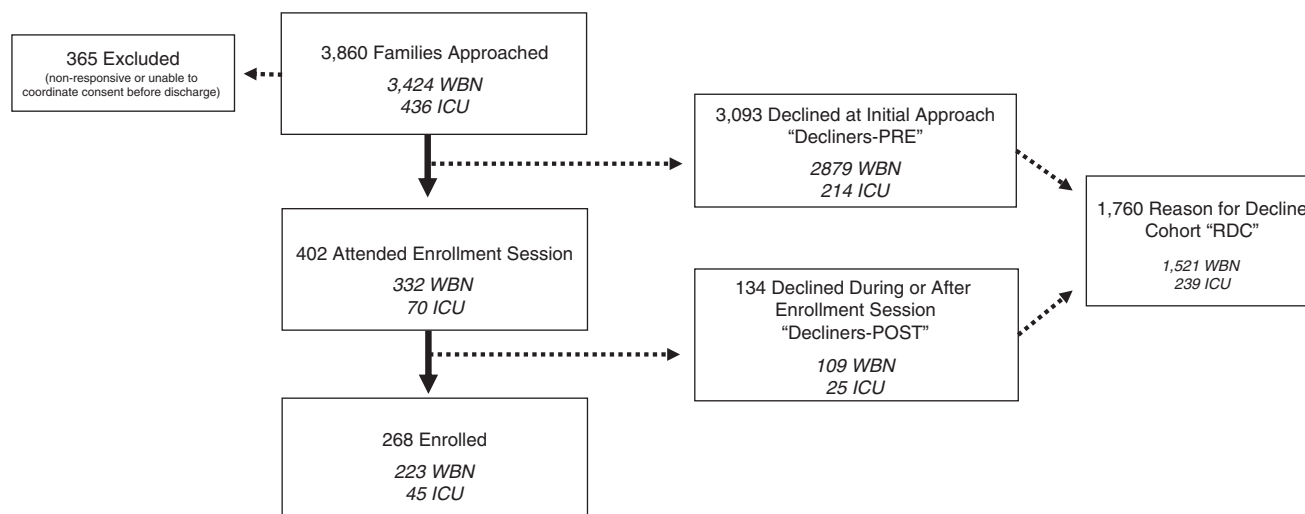 365 Excluded
(non-responsive or unable to
coordinate consent before discharge)
3,860 Families Approached
3,424 WBN
436 ICU
3,093 Declined at Initial Approach
“Decliners-PRE”
2879 WBN
214 ICU
1,760 Reason for Decline
Cohort “RDC”
1,521 WBN
239 ICU
402 Attended Enrollment Session
332 WBN
70 ICU
134 Declined During or After
Enrollment Session
“Decliners-POST”
109 WBN
25 ICU
268 Enrolled
223 WBN
45 ICU